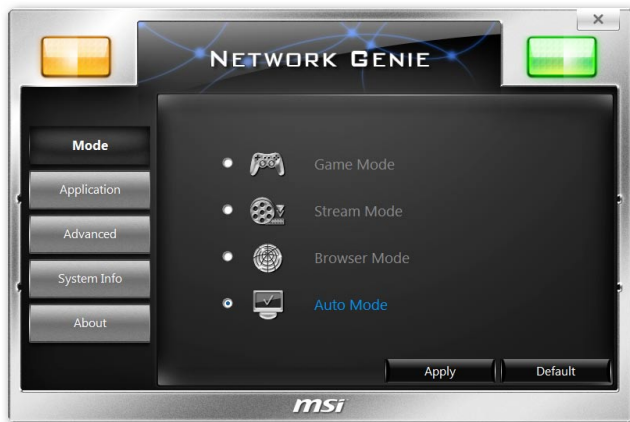 NETWORK GENIE
Mode
Application
Advanced
System Info
About
Game Mode
Stream Mode
Browser Mode
Auto Mode
Apply
Default
msi